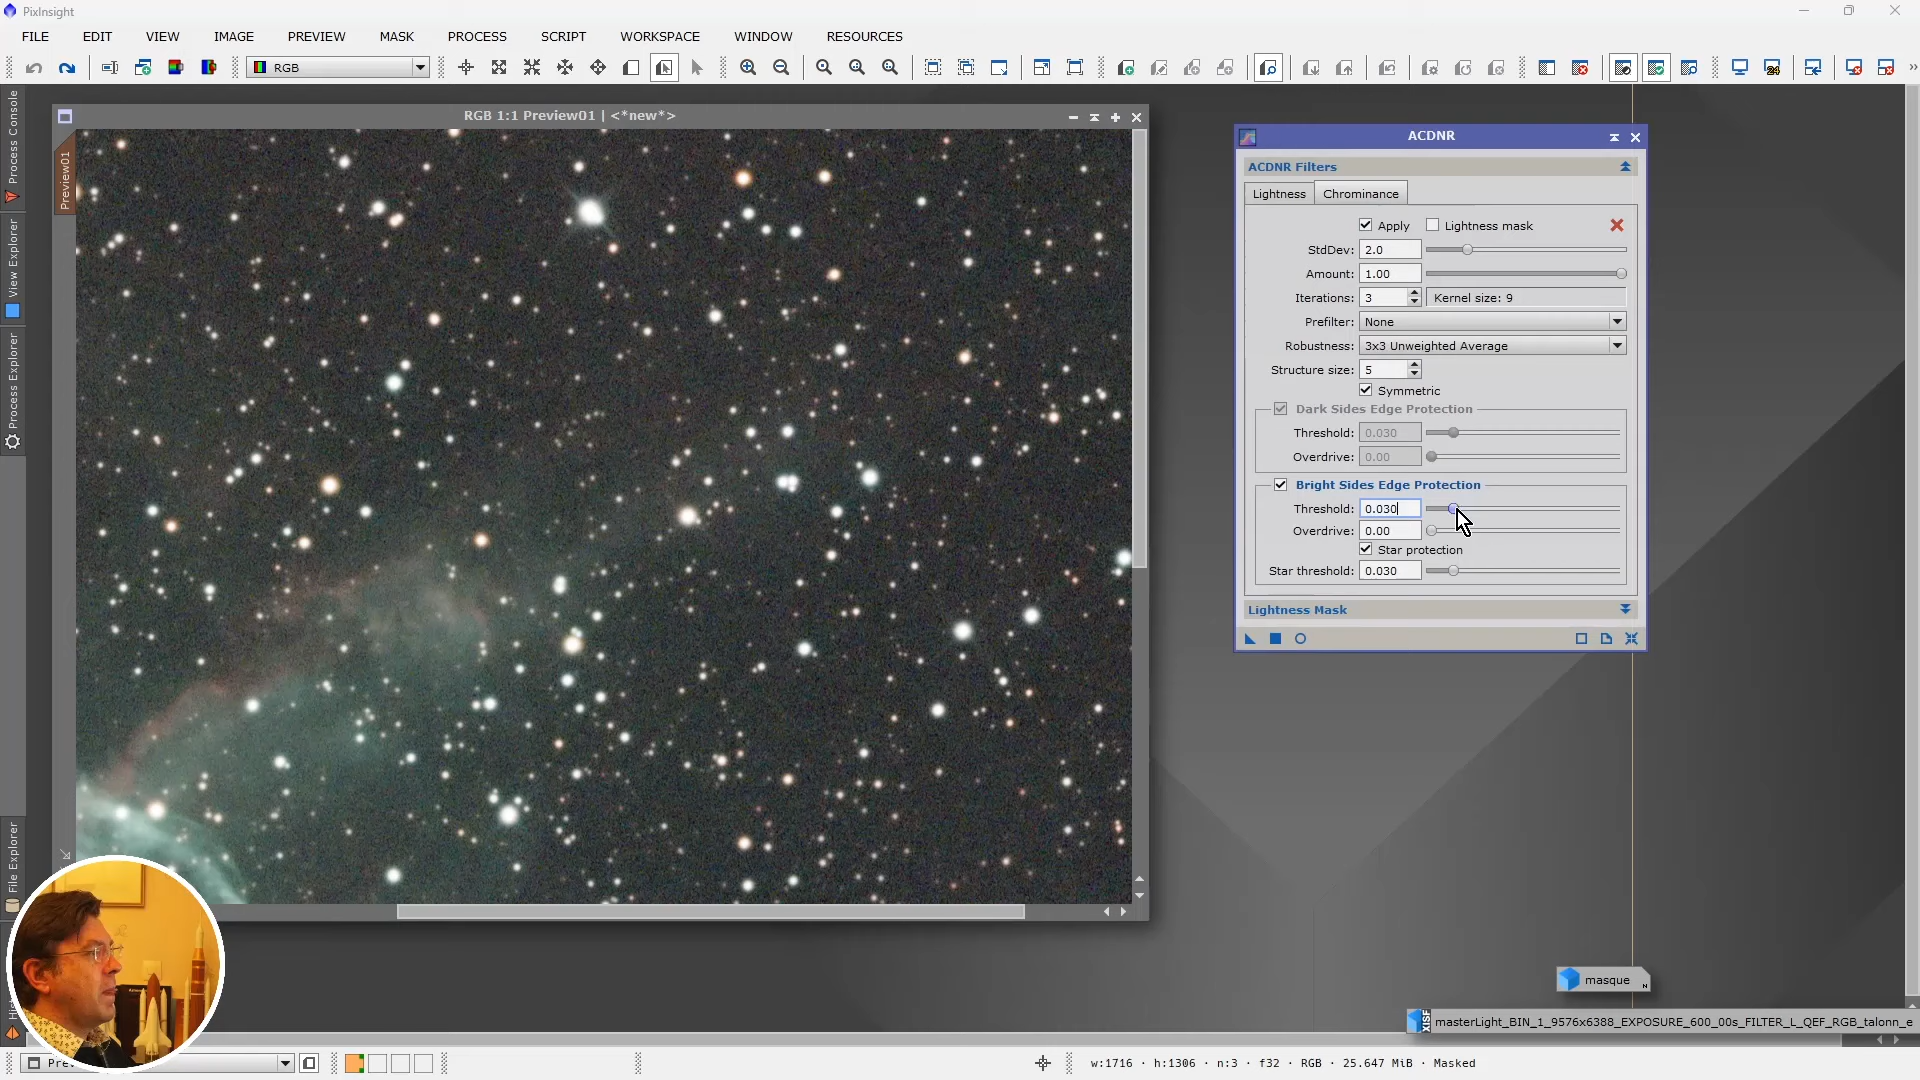 PixInsight
FILE EDIT VIEW IMAGE PREVIEW MASK PROCESS SCRIPT WORKSPACE WINDOW RESOURCES
RGB
24
Process Console
View Explorer
Process Explorer
File Explorer
RGB 1:1 Preview01 | <*new*>
Preview01
ACDNR
ACDNR Filters
Lightness Chrominance
Apply Lightness mask
StdDev: 2.0
Amount: 1.00
Iterations: 3 Kernel size: 9
Prefilter: None
Robustness: 3x3 Unweighted Average
Structure size: 5
Symmetric
Dark Sides Edge Protection
Threshold: 0.030
Overdrive: 0.00
Bright Sides Edge Protection
Threshold: 0.030
Overdrive: 0.00
Star protection
Star threshold: 0.030
Lightness Mask
masque
N
XISF
masterLight_BIN_1_9576x6388_EXPOSURE_600_00s_FILTER_L_QEF_RGB_talonn_e
w:1716 · h:1306 · n:3 · f32 · RGB · 25.647 MiB · Masked